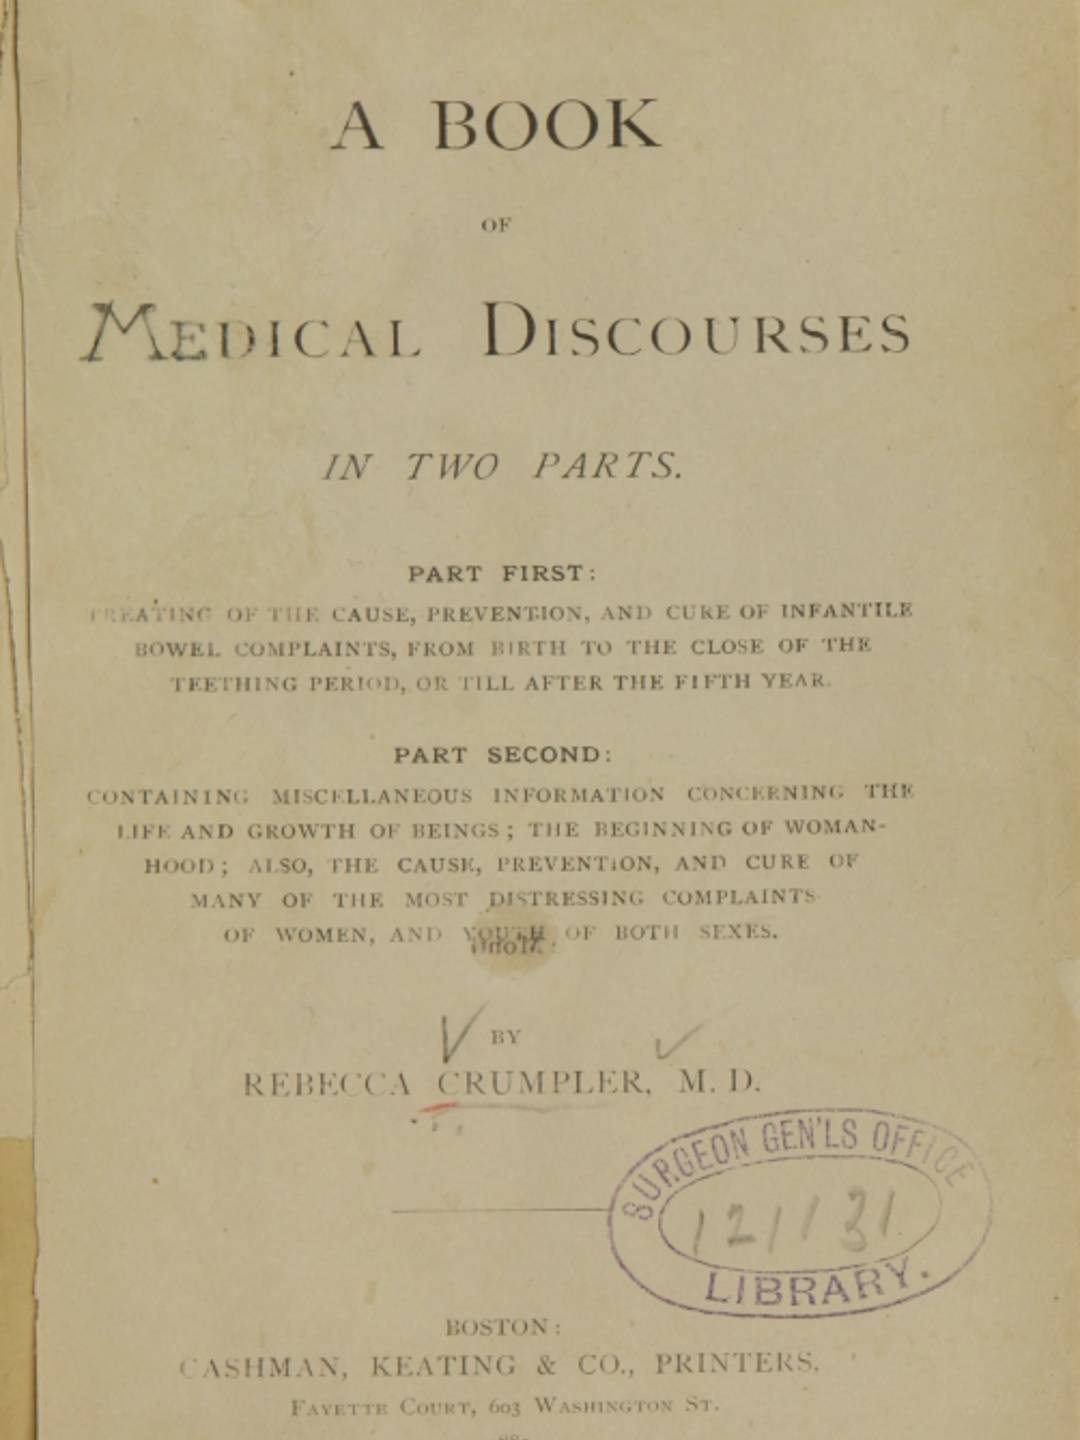 A BOOK
OF
MEDICAL DISCOURSES
IN TWO PARTS.
PART FIRST:
TREATING OF THE CAUSE, PREVENTION, AND CURE OF INFANTILE
BOWEL COMPLAINTS, FROM BIRTH TO THE CLOSE OF THE
TEETHING PERIOD, OR TILL AFTER THE FIFTH YEAR.
PART SECOND:
CONTAINING MISCELLANEOUS INFORMATION CONCERNING THE
LIFE AND GROWTH OF BEINGS; THE BEGINNING OF WOMAN-
HOOD; ALSO, THE CAUSE, PREVENTION, AND CURE OF
MANY OF THE MOST DISTRESSING COMPLAINTS
OF WOMEN, AND YOUTH OF BOTH SEXES.
BY
REBECCA CRUMPLER, M. D.
SURGEON GEN'LS OFFICE
121131.
LIBRARY.
BOSTON:
CASHMAN, KEATING & CO., PRINTERS.
FAYETTE COURT, 603 WASHINGTON ST.